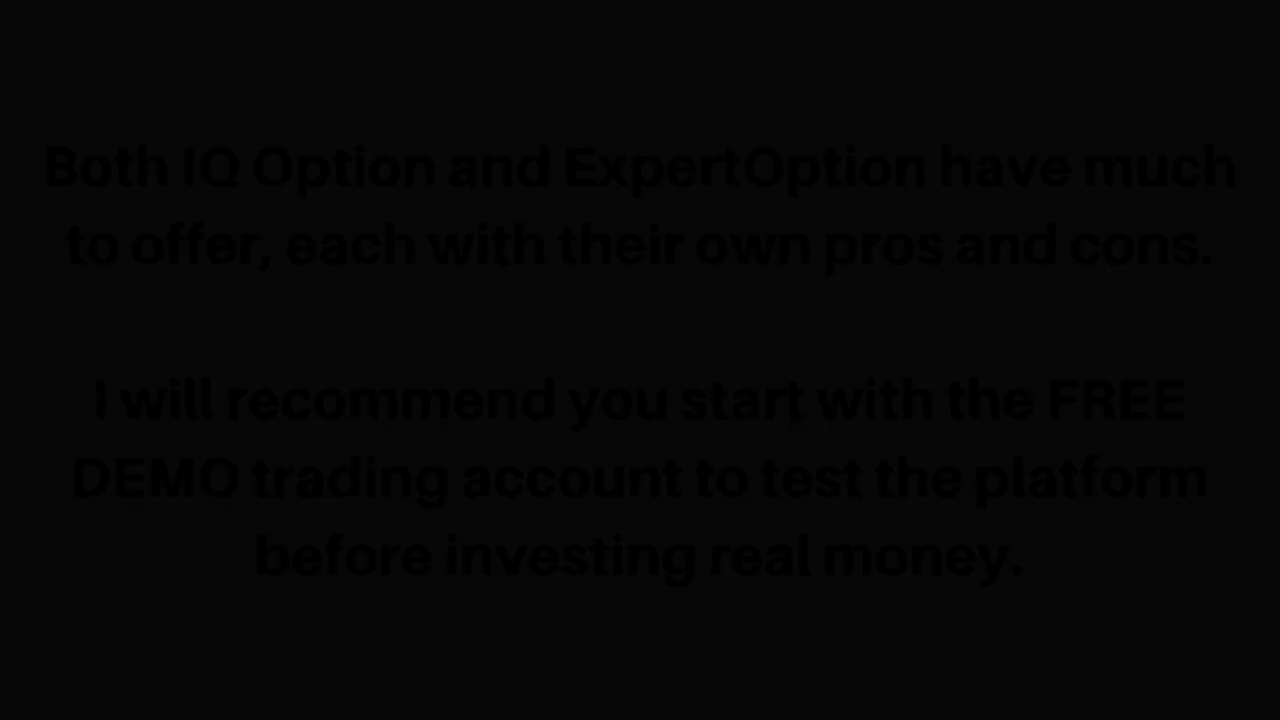 Both IQ Option and ExpertOption have much
to offer, each with their own pros and cons.
I will recommend you start with the FREE
DEMO trading account to test the platform
before investing real money.